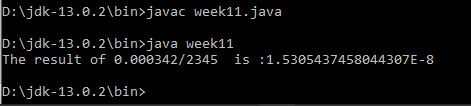 D:\jdk-13.0.2\bin>javac week11.java
D:\jdk-13.0.2\bin>java week11
The result of 0.000342/2345  is :1.5305437458044307E-8
D:\jdk-13.0.2\bin>